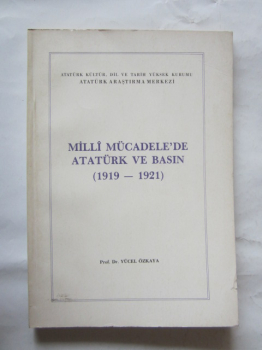 ATATÜRK KÜLTÜR, DİL VE TARİH YÜKSEK KURUMU
ATATÜRK ARAŞTIRMA MERKEZİ
MİLLÎ MÜCADELE'DE
ATATÜRK VE BASIN
(1919 — 1921)
Prof. Dr. YÜCEL ÖZKAYA